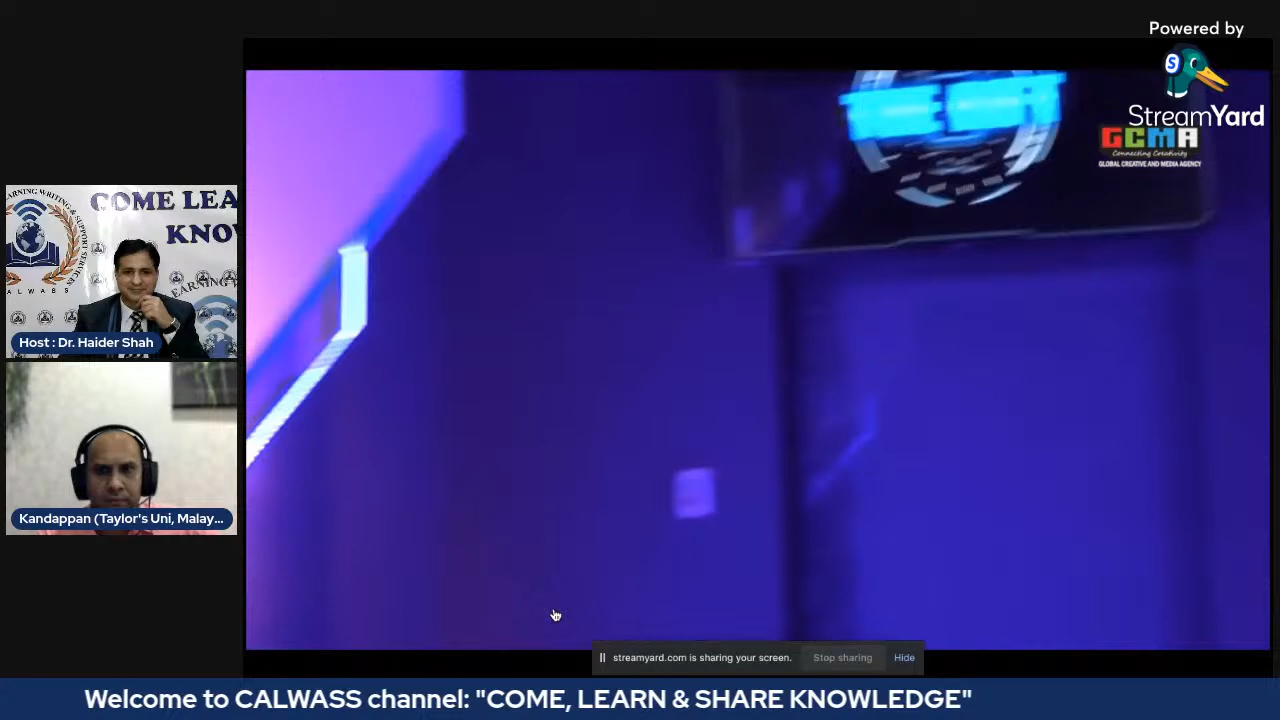 Powered by
StreamYard
GCMA
Connecting Creativity
GLOBAL CREATIVE AND MEDIA AGENCY
COME LEA
KNO
CALWASS
Host : Dr. Haider Shah
Kandappan (Taylor's Uni, Malay...
streamyard.com is sharing your screen.
Stop sharing
Hide
Welcome to CALWASS channel: "COME, LEARN & SHARE KNOWLEDGE"